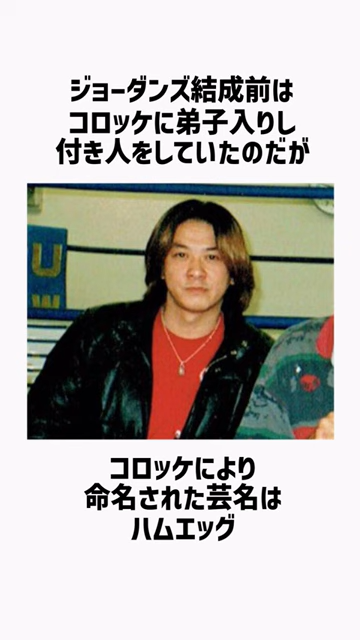 ジョーダンズ結成前は
コロッケに弟子入りし
付き人をしていたのだが
コロッケにより
命名された芸名は
ハムエッグ